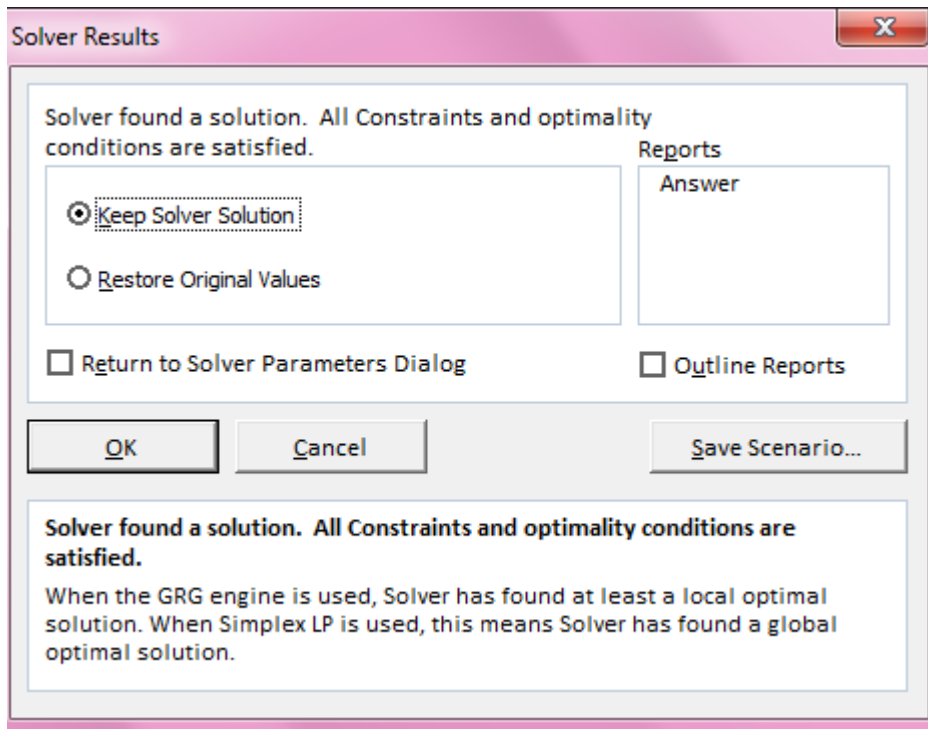 Solver Results
Solver found a solution.  All Constraints and optimality
conditions are satisfied.
Reports
Answer
Keep Solver Solution
Restore Original Values
Return to Solver Parameters Dialog
Outline Reports
OK
Cancel
Save Scenario...
Solver found a solution.  All Constraints and optimality conditions are
satisfied.
When the GRG engine is used, Solver has found at least a local optimal
solution. When Simplex LP is used, this means Solver has found a global
optimal solution.